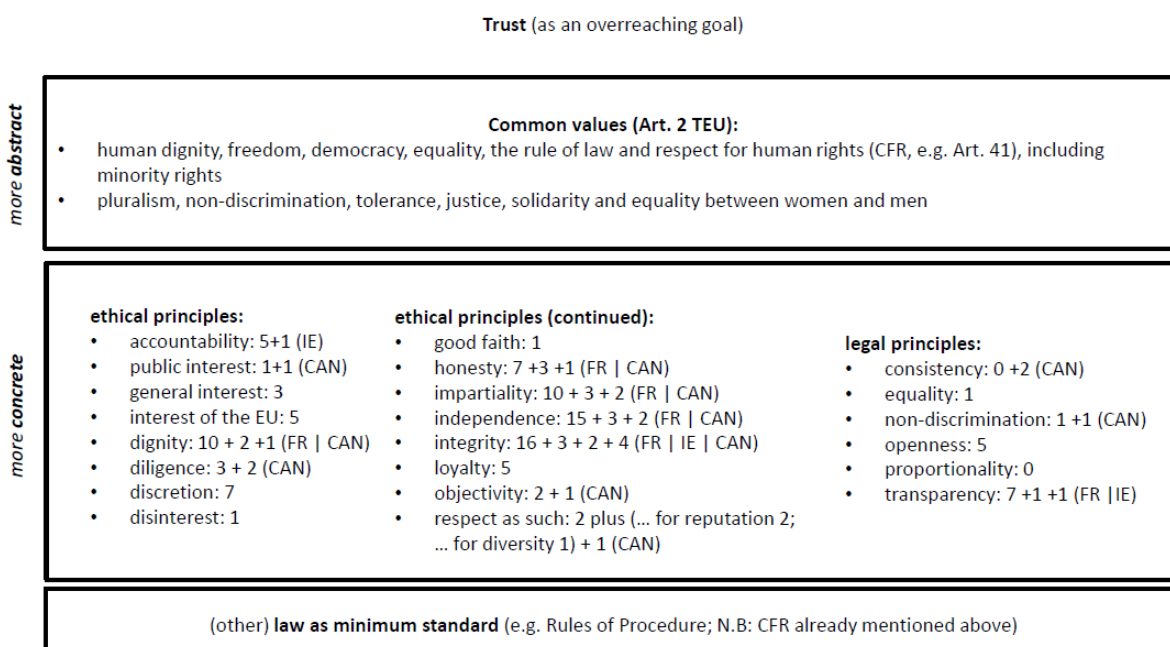 Trust (as an overreaching goal)
more abstract
Common values (Art. 2 TEU):
• human dignity, freedom, democracy, equality, the rule of law and respect for human rights (CFR, e.g. Art. 41), including
minority rights
• pluralism, non-discrimination, tolerance, justice, solidarity and equality between women and men
more concrete
ethical principles:
• accountability: 5+1 (IE)
• public interest: 1+1 (CAN)
• general interest: 3
• interest of the EU: 5
• dignity: 10 + 2 +1 (FR | CAN)
• diligence: 3 + 2 (CAN)
• discretion: 7
• disinterest: 1
ethical principles (continued):
• good faith: 1
• honesty: 7 +3 +1 (FR | CAN)
• impartiality: 10 + 3 + 2 (FR | CAN)
• independence: 15 + 3 + 2 (FR | CAN)
• integrity: 16 + 3 + 2 + 4 (FR | IE | CAN)
• loyalty: 5
• objectivity: 2 + 1 (CAN)
• respect as such: 2 plus (... for reputation 2;
... for diversity 1) + 1 (CAN)
legal principles:
• consistency: 0 +2 (CAN)
• equality: 1
• non-discrimination: 1 +1 (CAN)
• openness: 5
• proportionality: 0
• transparency: 7 +1 +1 (FR |IE)
(other) law as minimum standard (e.g. Rules of Procedure; N.B: CFR already mentioned above)